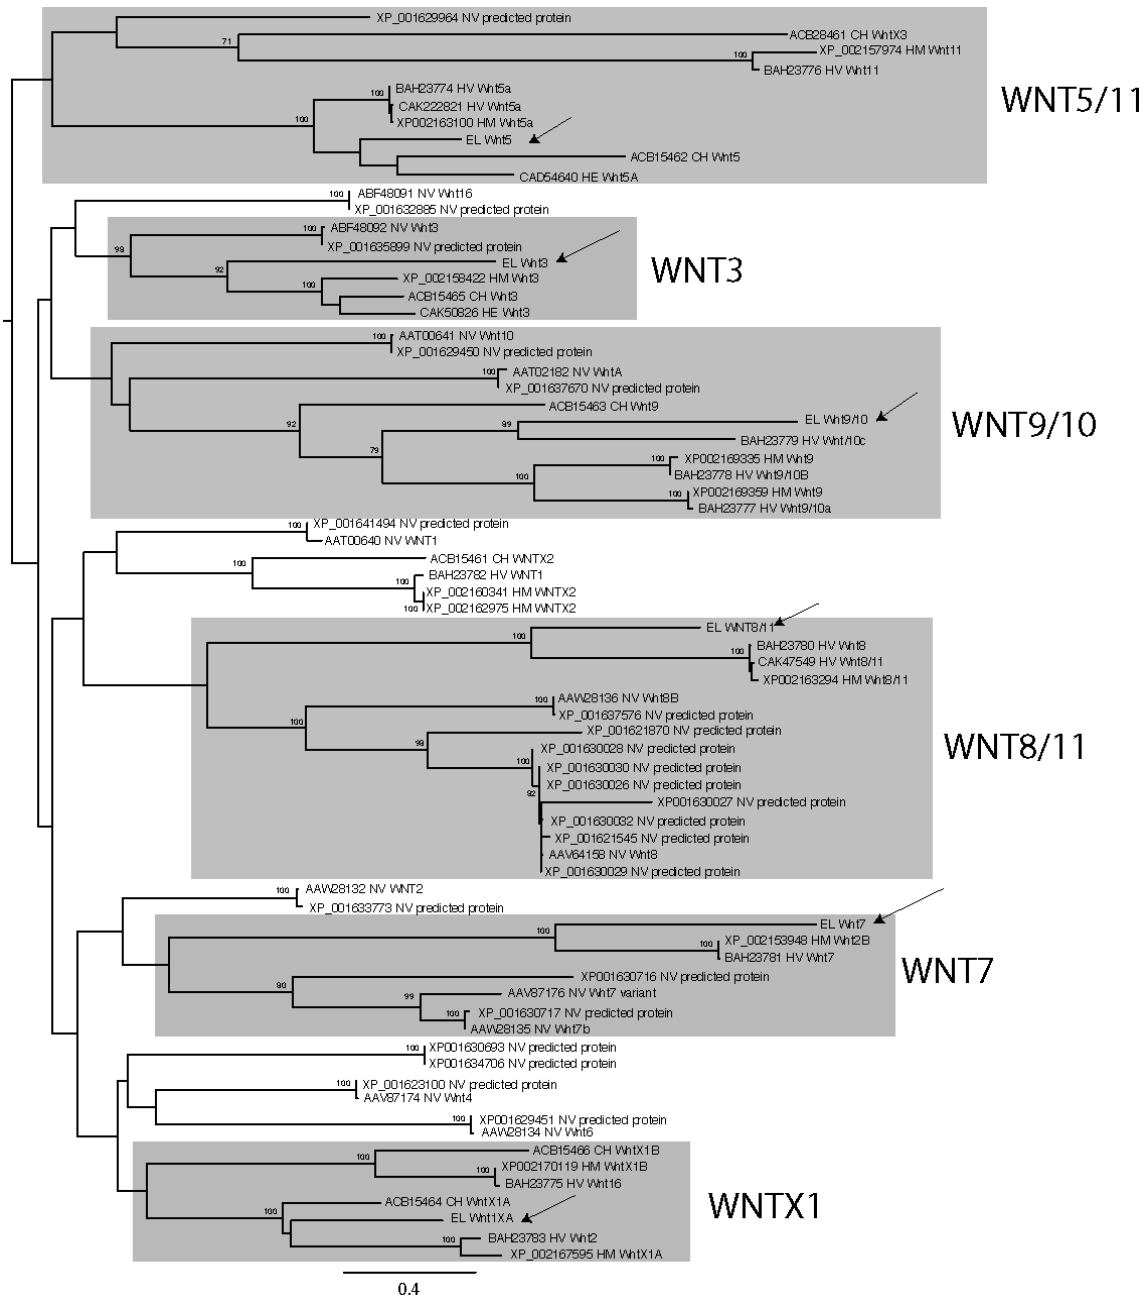 XP_001629964 NV predicted protein
71
ACB28461 CH WntX3
100
XP_002157974 HM Wnt11
BAH23776 HV Wnt11
WNT5/11
100
BAH23774 HV Wnt5a
CAK222821 HV Wnt5a
100
XP002163100 HM Wnt5a
EL Wnt5
ACB15462 CH Wnt5
CAD54640 HE Wnt5A
100
ABF48091 NV Wnt16
XP_001632885 NV predicted protein
100
ABF48092 NV Wnt3
98
XP_001635899 NV predicted protein
92
EL Wnt3
WNT3
100
XP_002158422 HM Wnt3
ACB15465 CH Wnt3
CAK50826 HE Wnt3
100
AAT00641 NV Wnt10
XP_001629450 NV predicted protein
100
AAT02182 NV WntA
XP_001637670 NV predicted protein
ACB15463 CH Wnt9
92
99
EL Wnt9/10
WNT9/10
BAH23779 HV Wnt/10c
79
100
XP002169335 HM Wnt9
100
BAH23778 HV Wnt9/10B
100
XP002169359 HM Wnt9
BAH23777 HV Wnt9/10a
100
XP_001641494 NV predicted protein
AAT00640 NV WNT1
100
ACB15461 CH WNTX2
100
BAH23782 HV WNT1
XP_002160341 HM WNTX2
100
XP_002162975 HM WNTX2
100
EL WNT8/11
100
BAH23780 HV Wnt8
CAK47549 HV Wnt8/11
XP002163294 HM Wnt8/11
100
100
AAW28136 NV Wnt8B
XP_001637576 NV predicted protein
98
XP_001621870 NV predicted protein
WNT8/11
100
XP_001630028 NV predicted protein
XP_001630030 NV predicted protein
XP_001630026 NV predicted protein
82
XP001630027 NV predicted protein
XP_001630032 NV predicted protein
XP_001621545 NV predicted protein
AAV64158 NV Wnt8
XP_001630029 NV predicted protein
100
AAW28132 NV WNT2
XP_001633773 NV predicted protein
100
EL Wnt7
100
XP_002153948 HM Wnt2B
BAH23781 HV Wnt7
WNT7
90
XP001630716 NV predicted protein
99
AAV87176 NV Wnt7 variant
100
XP_001630717 NV predicted protein
AAW28135 NV Wnt7b
100
XP001630693 NV predicted protein
XP001634706 NV predicted protein
100
XP_001623100 NV predicted protein
AAV87174 NV Wnt4
100
XP001629451 NV predicted protein
AAW28134 NV Wnt6
100
ACB15466 CH WntX1B
100
XP002170119 HM WntX1B
BAH23775 HV Wnt16
100
ACB15464 CH WntX1A
WNTX1
EL Wnt1XA
100
BAH23783 HV Wnt2
XP_002167595 HM WntX1A
0.4